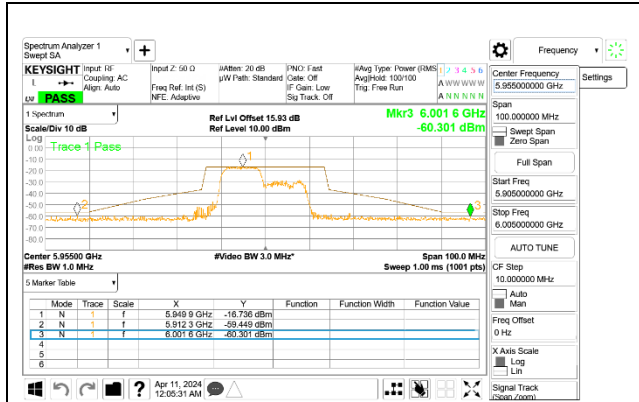 Spectrum Analyzer 1
Swept SA
Frequency
KEYSIGHT
L
PASS
Input: RF
Coupling: AC
Align: Auto
Input Z: 50 Ω
Freq Ref: Int (S)
NFE: Adaptive
#Atten: 20 dB
µW Path: Standard
PNO: Fast
Gate: Off
IF Gain: Low
Sig Track: Off
#Avg Type: Power (RMS
Avg|Hold: 100/100
Trig: Free Run
1 2 3 4 5 6
A W W W W W
A N N N N N
1 Spectrum
Scale/Div 10 dB
Ref Lvl Offset 15.93 dB
Ref Level 10.00 dBm
Mkr3 6.001 6 GHz
-60.301 dBm
Log
Trace 1 Pass
0.00
-10.0
-20.0
-30.0
-40.0
-50.0
-60.0
-70.0
-80.0
1
2
3
Center 5.95500 GHz
#Res BW 1.0 MHz
#Video BW 3.0 MHz*
Span 100.0 MHz
Sweep 1.00 ms (1001 pts)
5 Marker Table
Mode Trace Scale X Y Function Function Width Function Value
1 N 1 f 5.949 9 GHz -16.736 dBm
2 N 1 f 5.912 3 GHz -59.449 dBm
3 N 1 f 6.001 6 GHz -60.301 dBm
4
5
6
Apr 11, 2024
12:05:31 AM
Center Frequency
5.955000000 GHz
Settings
Span
100.000000 MHz
Swept Span
Zero Span
Full Span
Start Freq
5.905000000 GHz
Stop Freq
6.005000000 GHz
AUTO TUNE
CF Step
10.000000 MHz
Auto
Man
Freq Offset
0 Hz
X Axis Scale
Log
Lin
Signal Track
(Span Zoom)